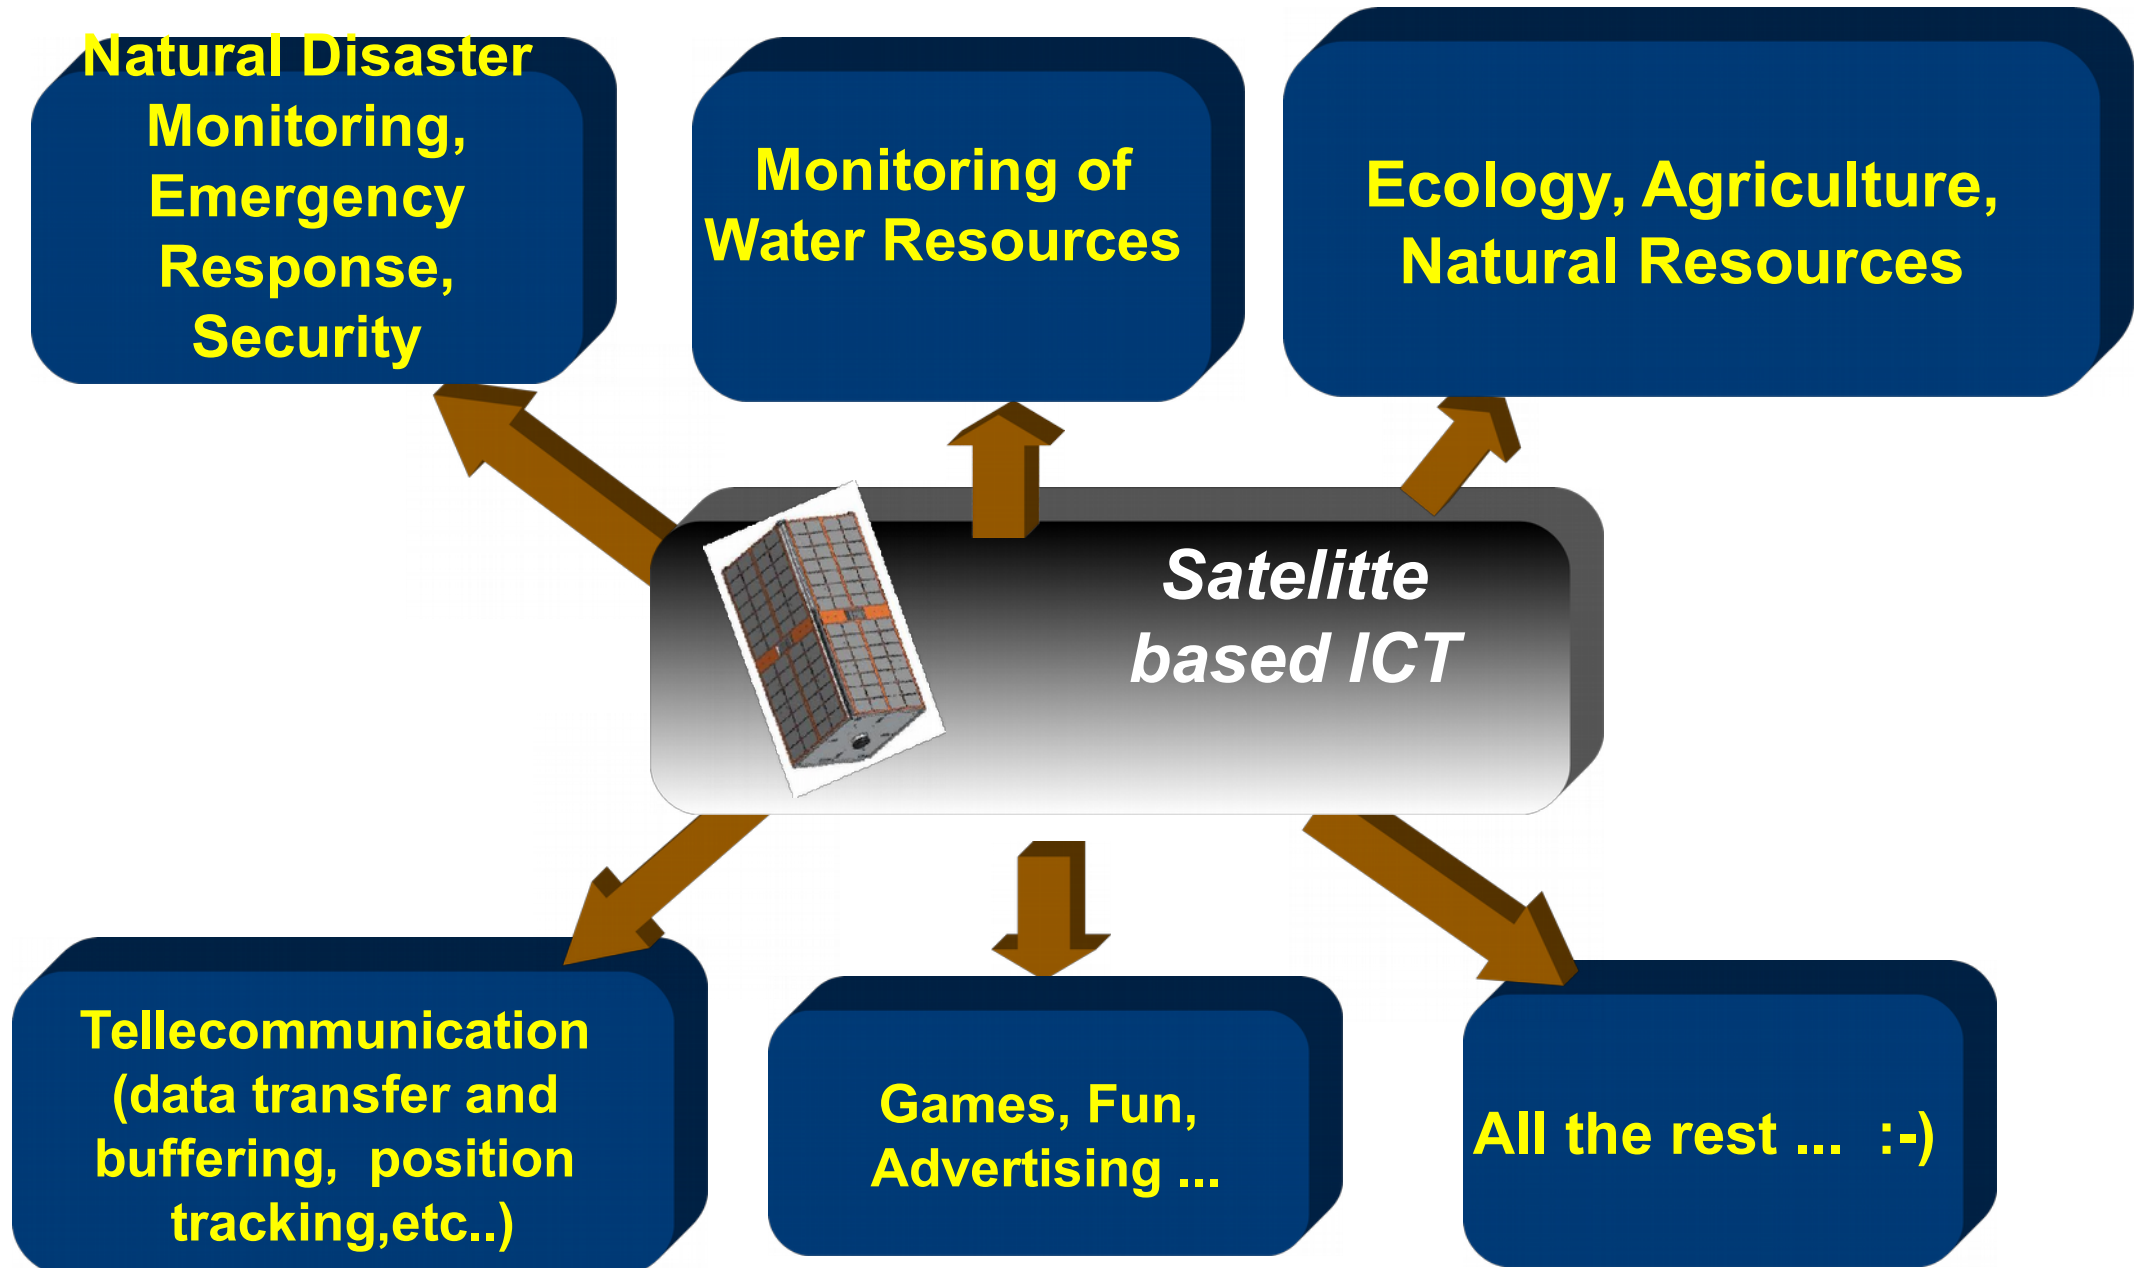 Natural Disaster
Monitoring,
Emergency
Response,
Security
Monitoring of
Water Resources
Ecology, Agriculture,
Natural Resources
Satelitte
based ICT
Tellecommunication
(data transfer and
buffering,  position
tracking,etc..)
Games, Fun,
Advertising ...
All the rest ...  :-)